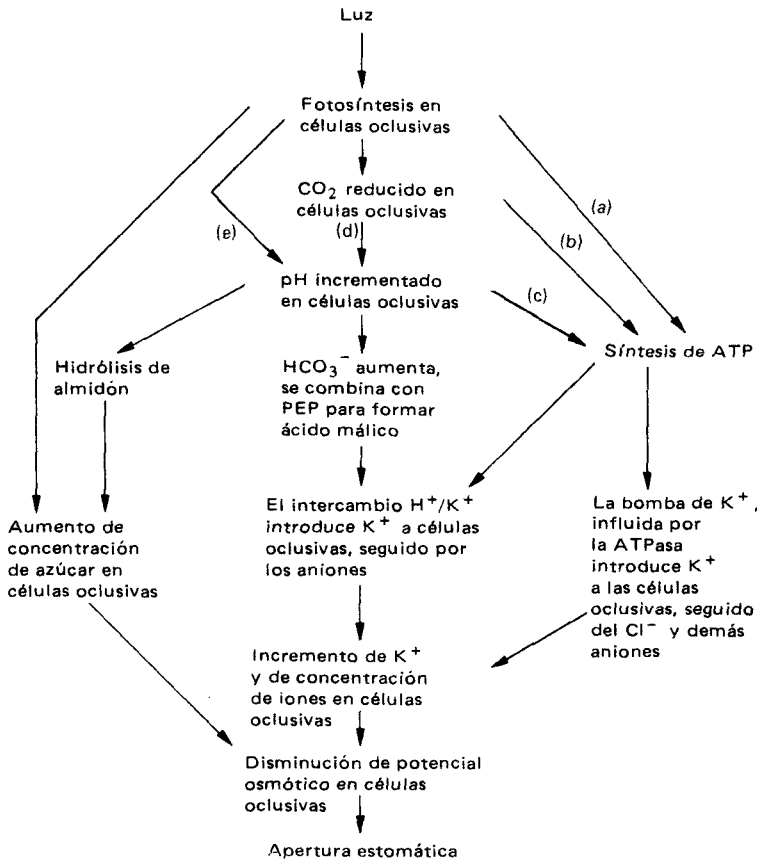 Luz
Fotosíntesis en
células oclusivas
CO₂ reducido en
células oclusivas
(a)
(b)
(e)
(d)
pH incrementado
en células oclusivas
(c)
Síntesis de ATP
Hidrólisis de
almidón
HCO₃⁻ aumenta,
se combina con
PEP para formar
ácido málico
El intercambio H⁺/K⁺
introduce K⁺ a células
oclusivas, seguido por
los aniones
La bomba de K⁺,
influida por
la ATPasa
introduce K⁺
a las células
oclusivas, seguido
del Cl⁻ y demás
aniones
Aumento de
concentración
de azúcar en
células oclusivas
Incremento de K⁺
y de concentración
de iones en células
oclusivas
Disminución de potencial
osmótico en células
oclusivas
Apertura estomática